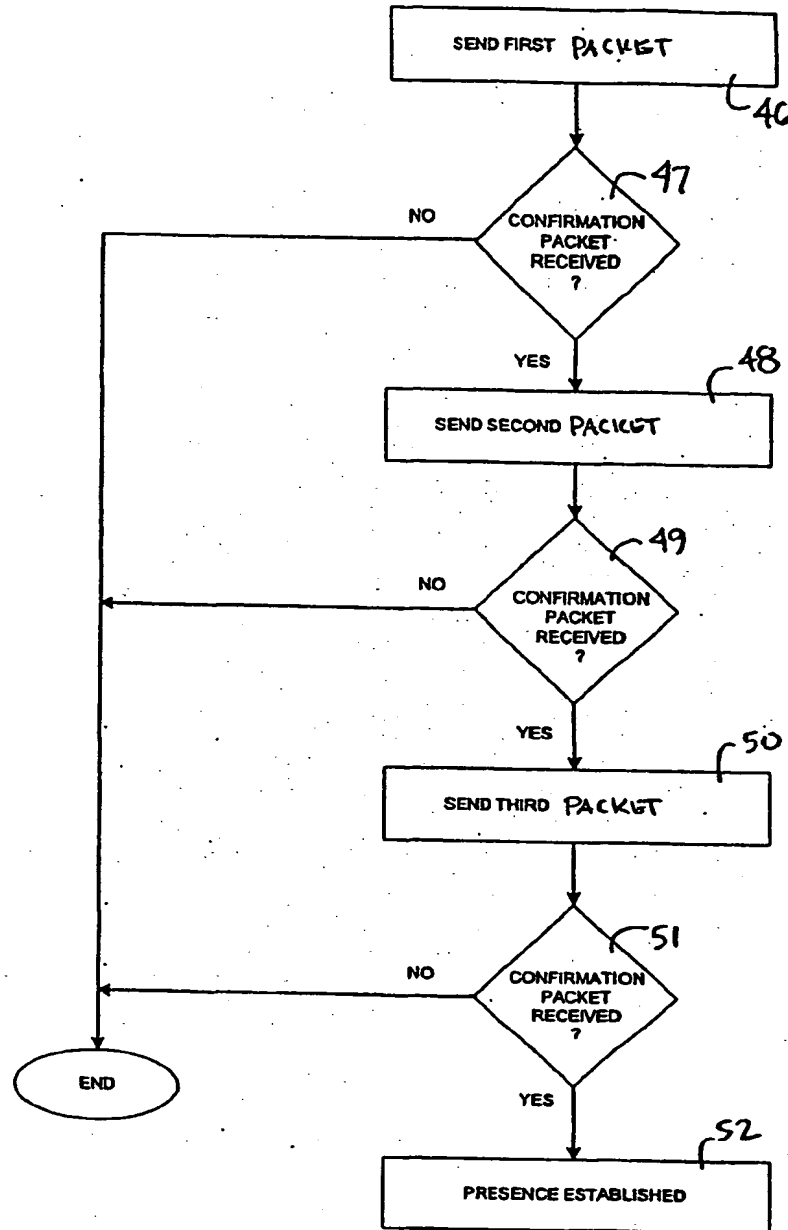 SEND FIRST PACKET
46
47
NO
CONFIRMATION
PACKET
RECEIVED
?
YES
48
SEND SECOND PACKET
49
NO
CONFIRMATION
PACKET
RECEIVED
?
YES
50
SEND THIRD PACKET
51
NO
CONFIRMATION
PACKET
RECEIVED
?
END
YES
52
PRESENCE ESTABLISHED